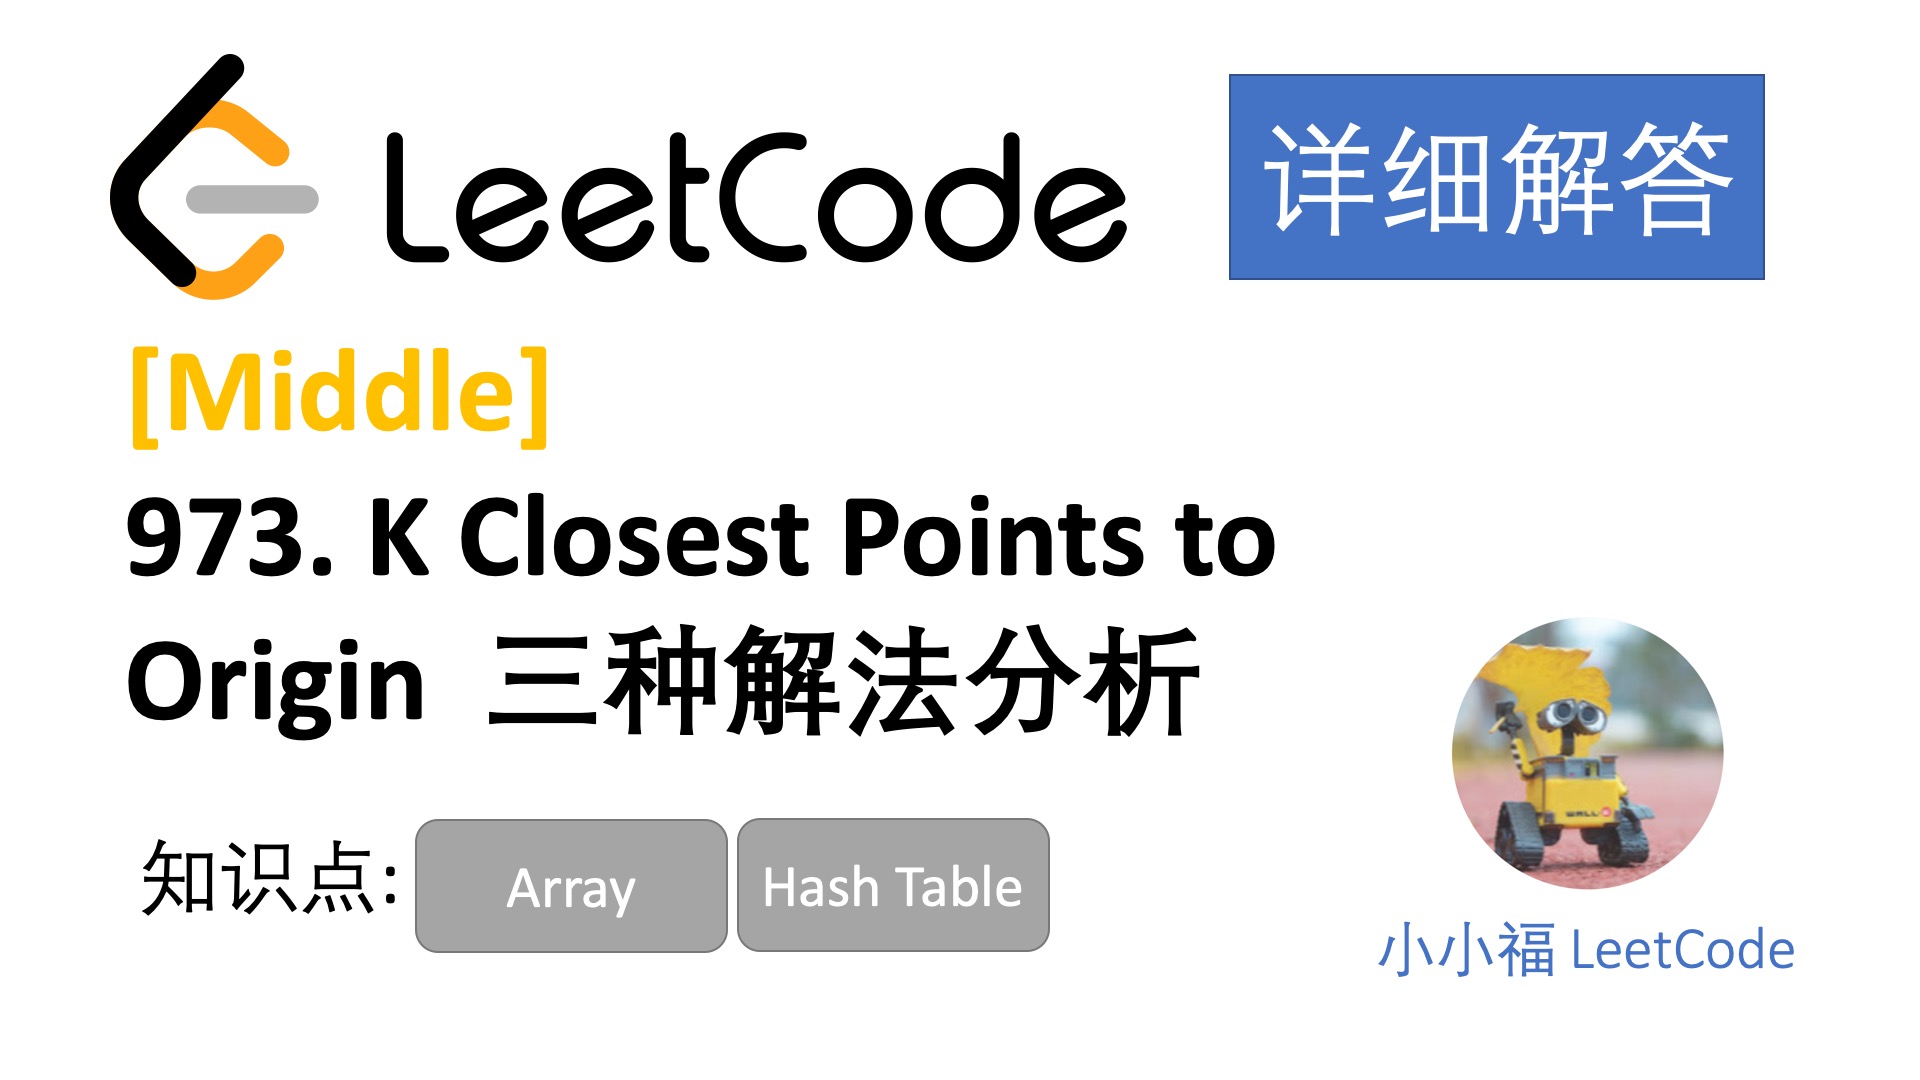 LeetCode
详细解答
[Middle]
973. K Closest Points to
Origin 三种解法分析
知识点:
Array
Hash Table
WALL·E
小小福 LeetCode